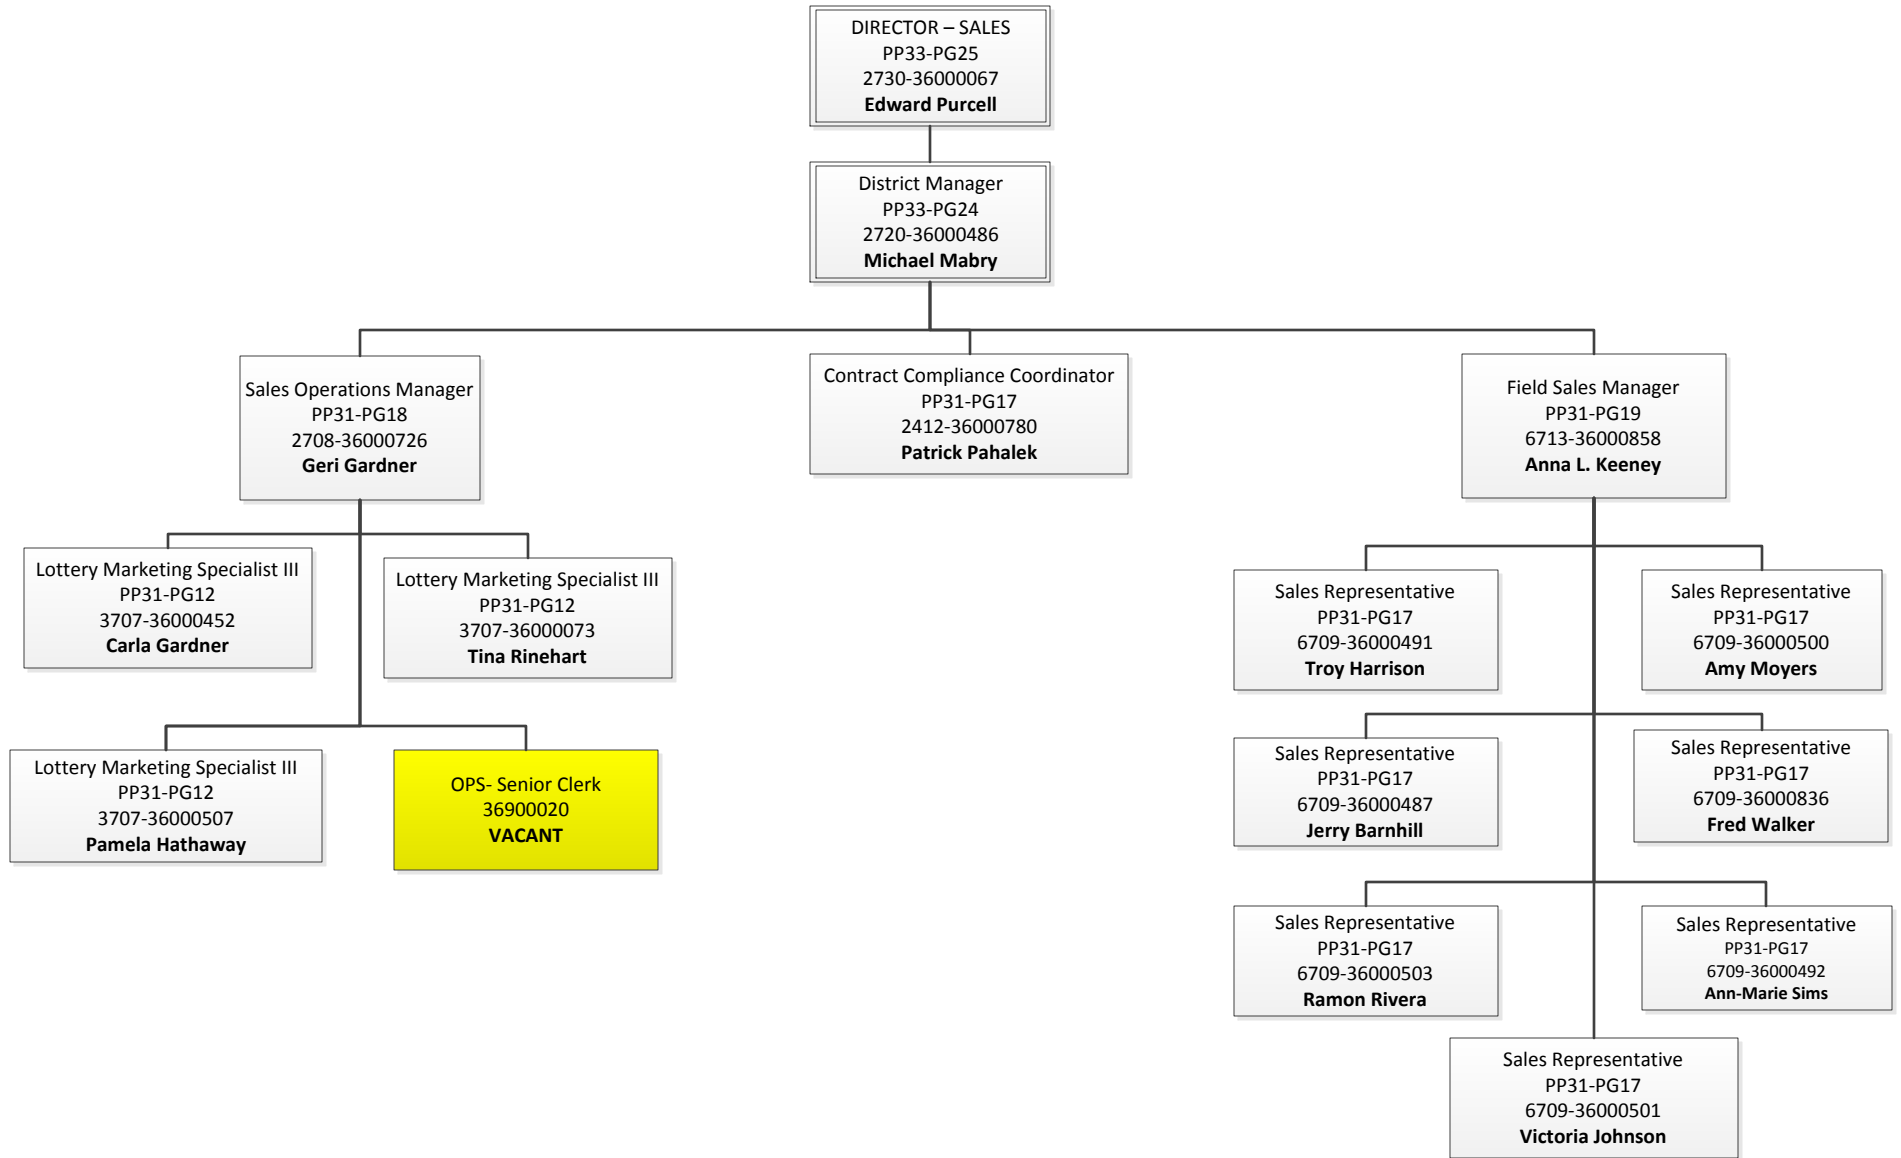 DIRECTOR – SALES
PP33-PG25
2730-36000067
Edward Purcell
District Manager
PP33-PG24
2720-36000486
Michael Mabry
Sales Operations Manager
PP31-PG18
2708-36000726
Geri Gardner
Contract Compliance Coordinator
PP31-PG17
2412-36000780
Patrick Pahalek
Field Sales Manager
PP31-PG19
6713-36000858
Anna L. Keeney
Lottery Marketing Specialist III
PP31-PG12
3707-36000452
Carla Gardner
Lottery Marketing Specialist III
PP31-PG12
3707-36000073
Tina Rinehart
Sales Representative
PP31-PG17
6709-36000491
Troy Harrison
Sales Representative
PP31-PG17
6709-36000500
Amy Moyers
Lottery Marketing Specialist III
PP31-PG12
3707-36000507
Pamela Hathaway
OPS- Senior Clerk
36900020
VACANT
Sales Representative
PP31-PG17
6709-36000487
Jerry Barnhill
Sales Representative
PP31-PG17
6709-36000836
Fred Walker
Sales Representative
PP31-PG17
6709-36000503
Ramon Rivera
Sales Representative
PP31-PG17
6709-36000492
Ann-Marie Sims
Sales Representative
PP31-PG17
6709-36000501
Victoria Johnson